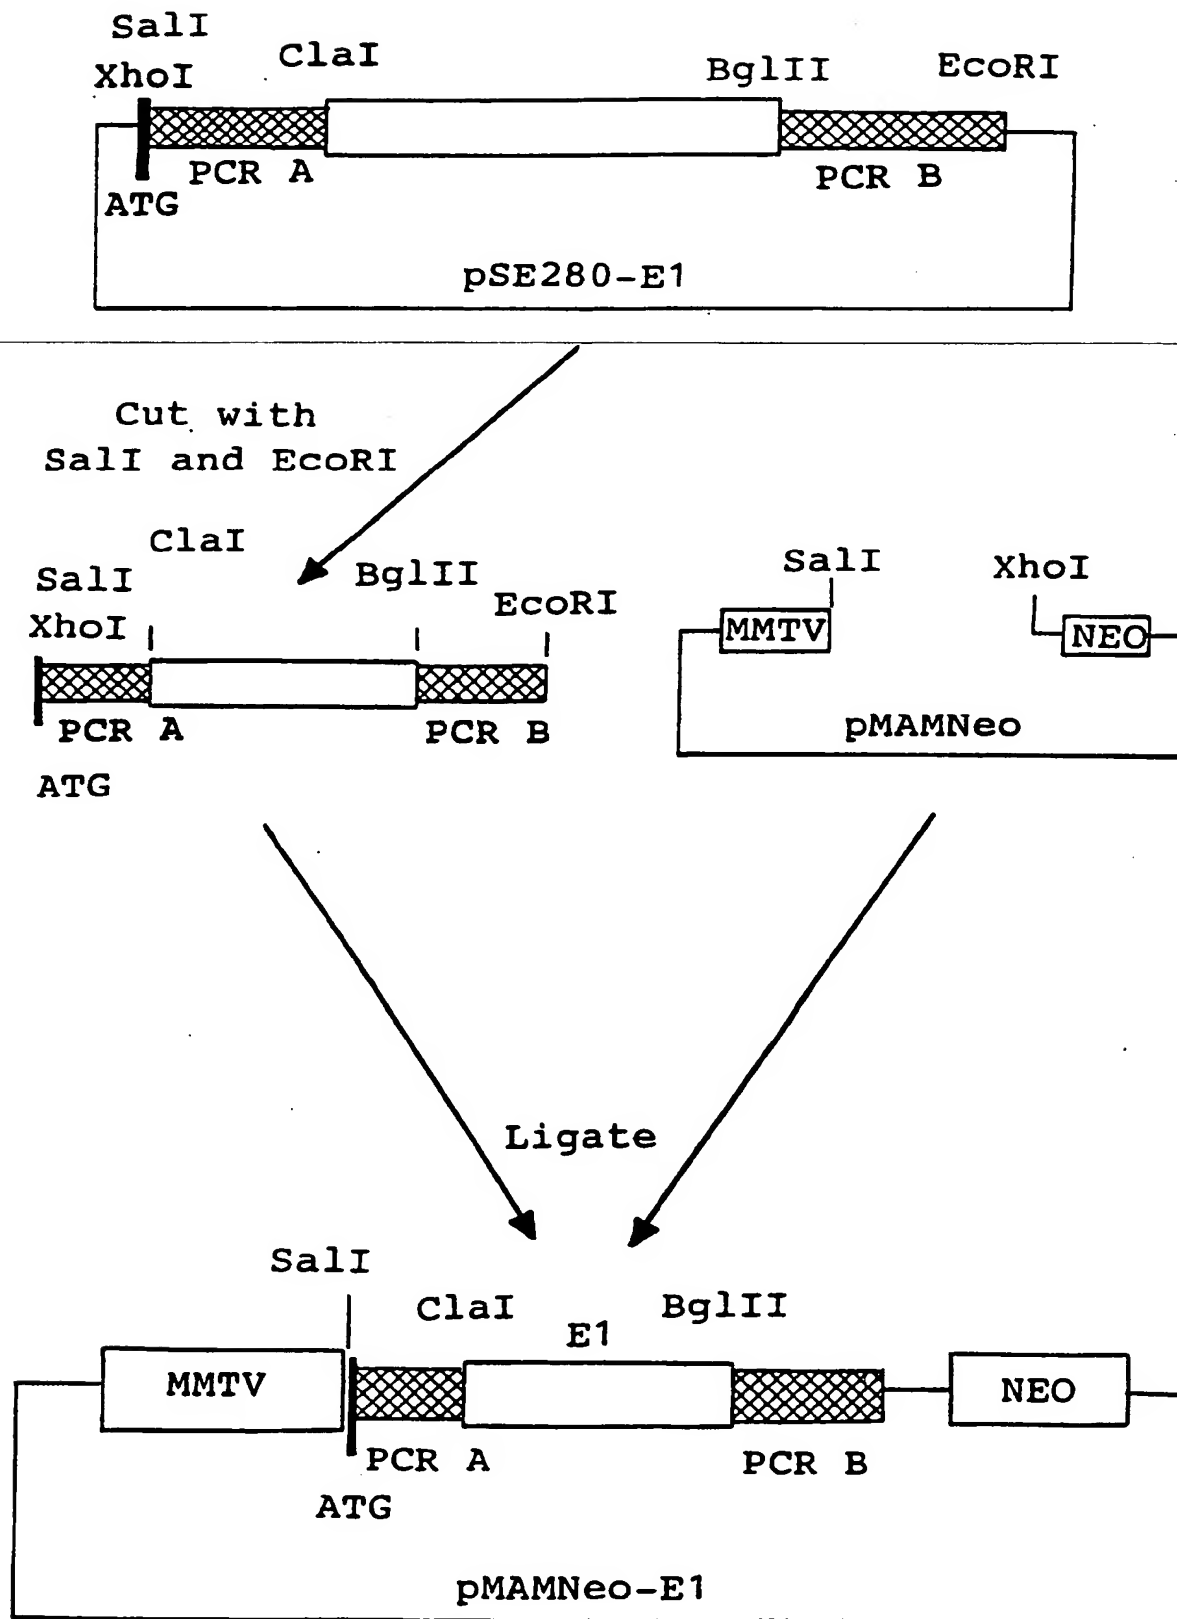 SalI
XhoI
ClaI
BglII
EcoRI
PCR A
PCR B
ATG
pSE280-E1
Cut with
SalI and EcoRI
ClaI
SalI
BglII
XhoI
EcoRI
PCR A
PCR B
ATG
SalI
XhoI
MMTV
NEO
pMAMNeo
Ligate
SalI
ClaI
E1
BglII
MMTV
NEO
PCR A
PCR B
ATG
pMAMNeo-E1